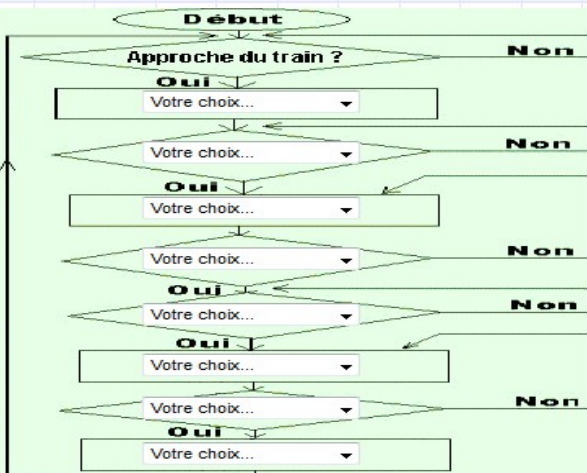 Début
Approche du train ?
Non
Oui
Votre choix...
Non
Votre choix...
Oui
Votre choix...
Non
Votre choix...
Oui
Non
Votre choix...
Oui
Votre choix...
Non
Votre choix...
Oui
Votre choix...